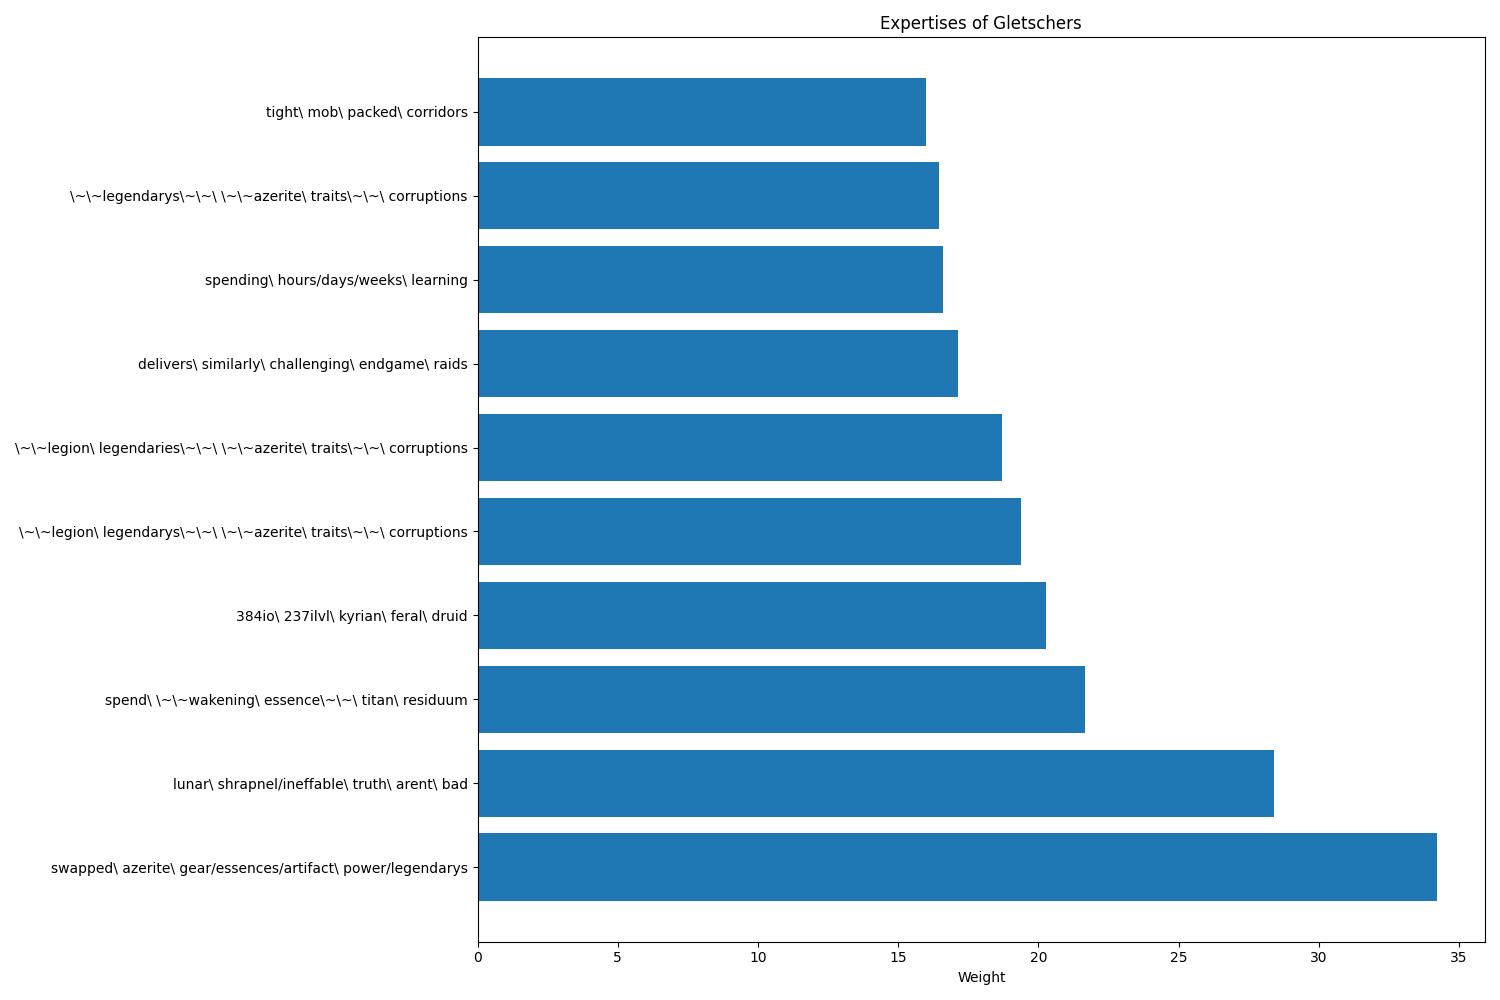 Expertises of Gletschers
tight\ mob\ packed\ corridors
\~\~legendarys\~\~\ \~\~azerite\ traits\~\~\ corruptions
spending\ hours/days/weeks\ learning
delivers\ similarly\ challenging\ endgame\ raids
\~\~legion\ legendaries\~\~\ \~\~azerite\ traits\~\~\ corruptions
\~\~legion\ legendarys\~\~\ \~\~azerite\ traits\~\~\ corruptions
384io\ 237ilvl\ kyrian\ feral\ druid
spend\ \~\~wakening\ essence\~\~\ titan\ residuum
lunar\ shrapnel/ineffable\ truth\ arent\ bad
swapped\ azerite\ gear/essences/artifact\ power/legendarys
0 5 10 15 20 25 30 35
Weight